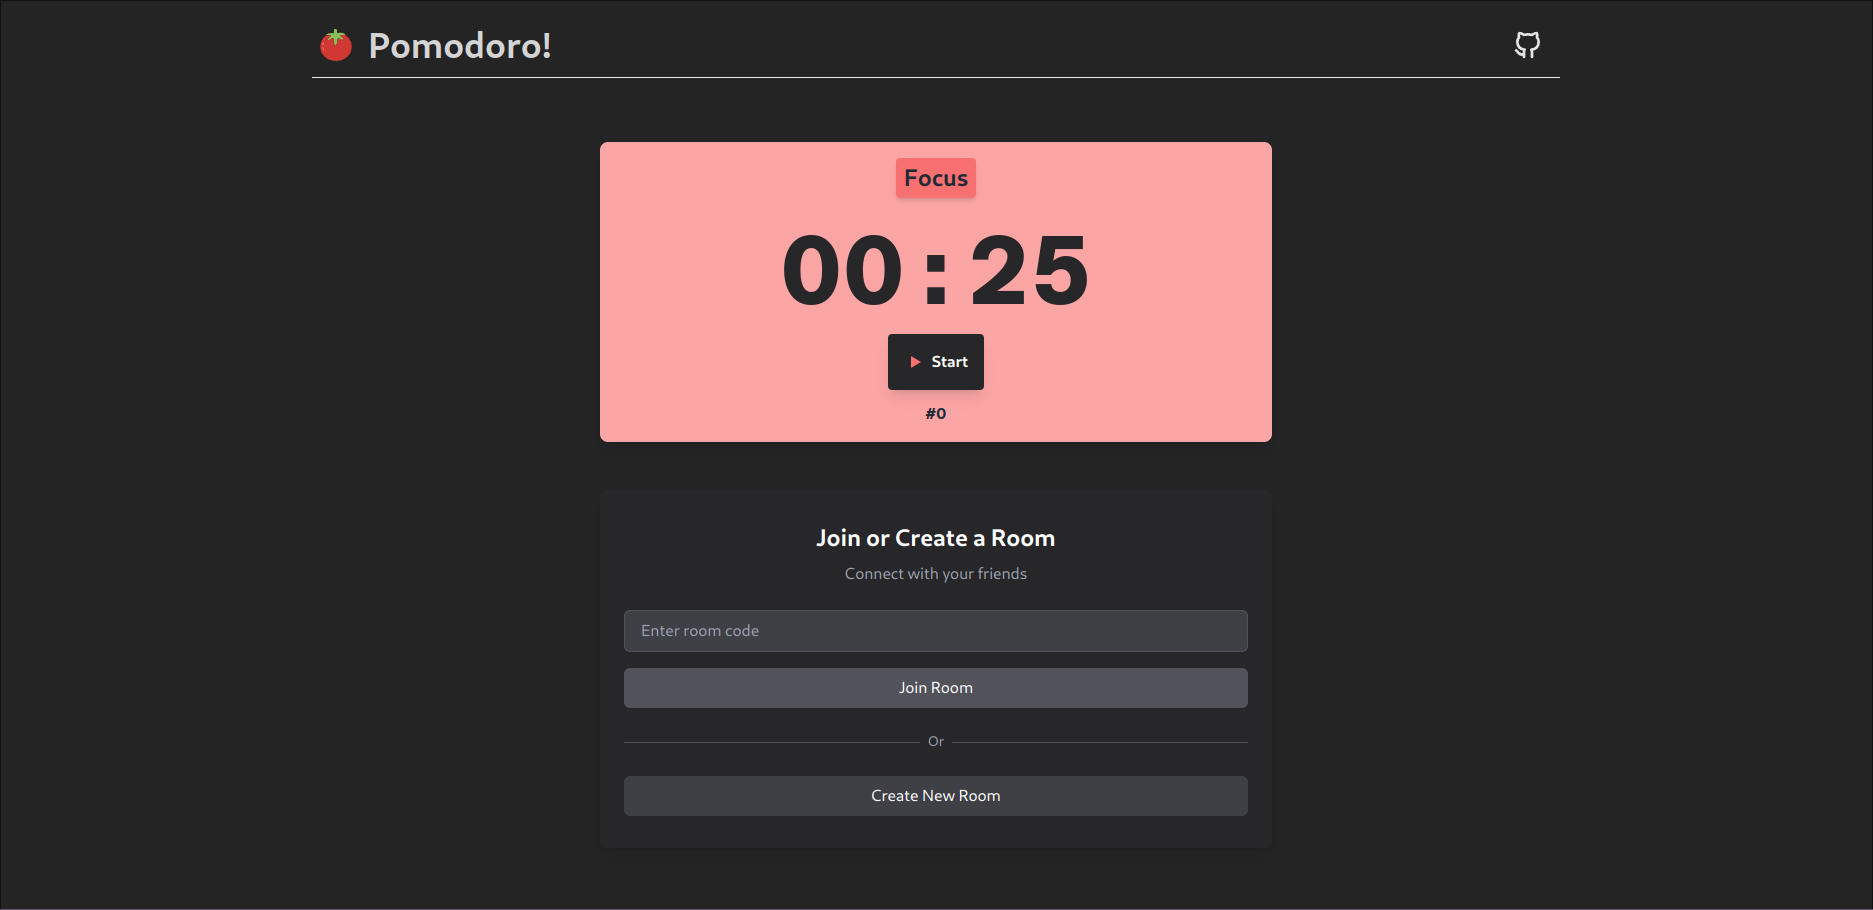 Pomodoro!
Focus
00:25
Start
#0
Join or Create a Room
Connect with your friends
Enter room code
Join Room
Or
Create New Room